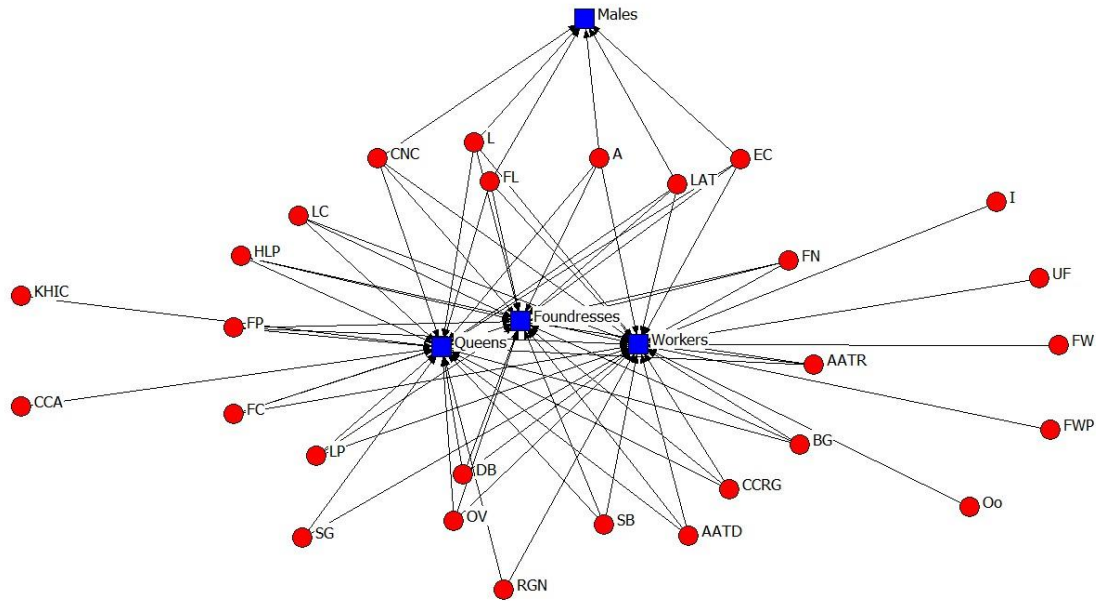 Males
L
CNC
A
EC
FL
LAT
I
LC
HLP
FN
UF
KHIC
Foundresses
FP
Queens
Workers
FW
AATR
CCA
FC
FWP
BG
LP
DB
CCRG
Oo
OV
SB
SG
AATD
RGN